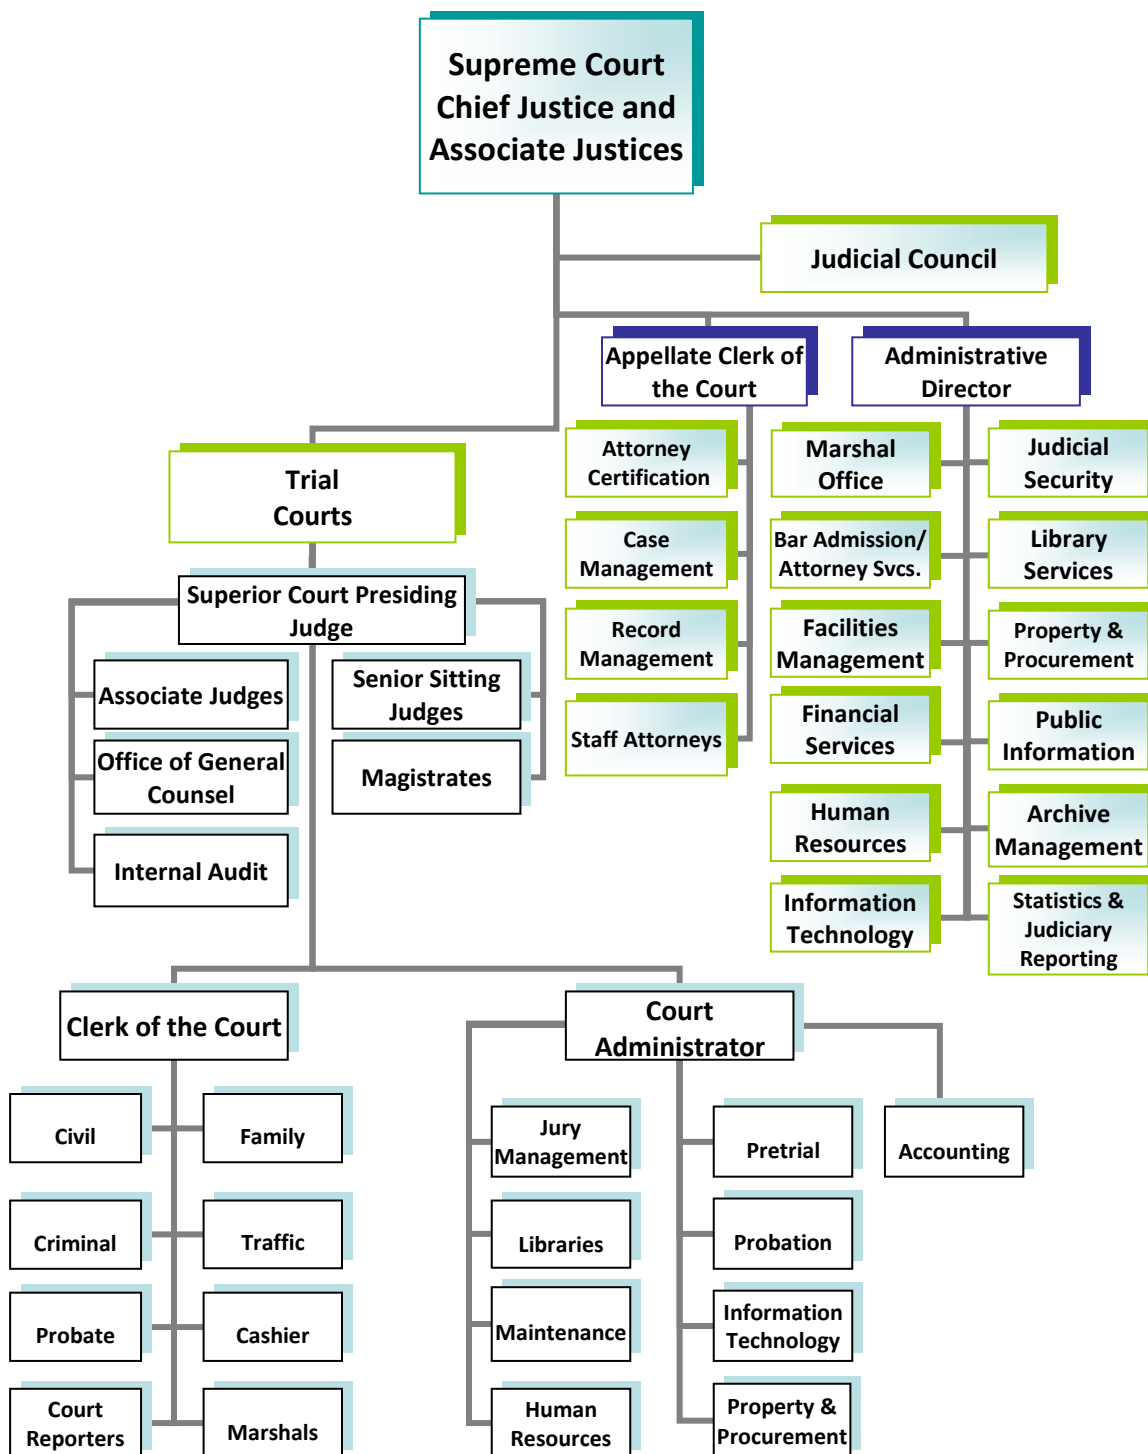 Supreme Court
Chief Justice and
Associate Justices
Judicial Council
Appellate Clerk of
the Court
Administrative
Director
Attorney
Certification
Case
Management
Record
Management
Staff Attorneys
Marshal
Office
Judicial
Security
Bar Admission/
Attorney Svcs.
Library
Services
Facilities
Management
Property &
Procurement
Financial
Services
Public
Information
Human
Resources
Archive
Management
Information
Technology
Statistics &
Judiciary
Reporting
Trial
Courts
Superior Court Presiding
Judge
Associate Judges
Office of General
Counsel
Internal Audit
Senior Sitting
Judges
Magistrates
Clerk of the Court
Civil
Family
Criminal
Traffic
Probate
Cashier
Court
Reporters
Marshals
Court
Administrator
Jury
Management
Pretrial
Accounting
Libraries
Probation
Maintenance
Information
Technology
Human
Resources
Property &
Procurement